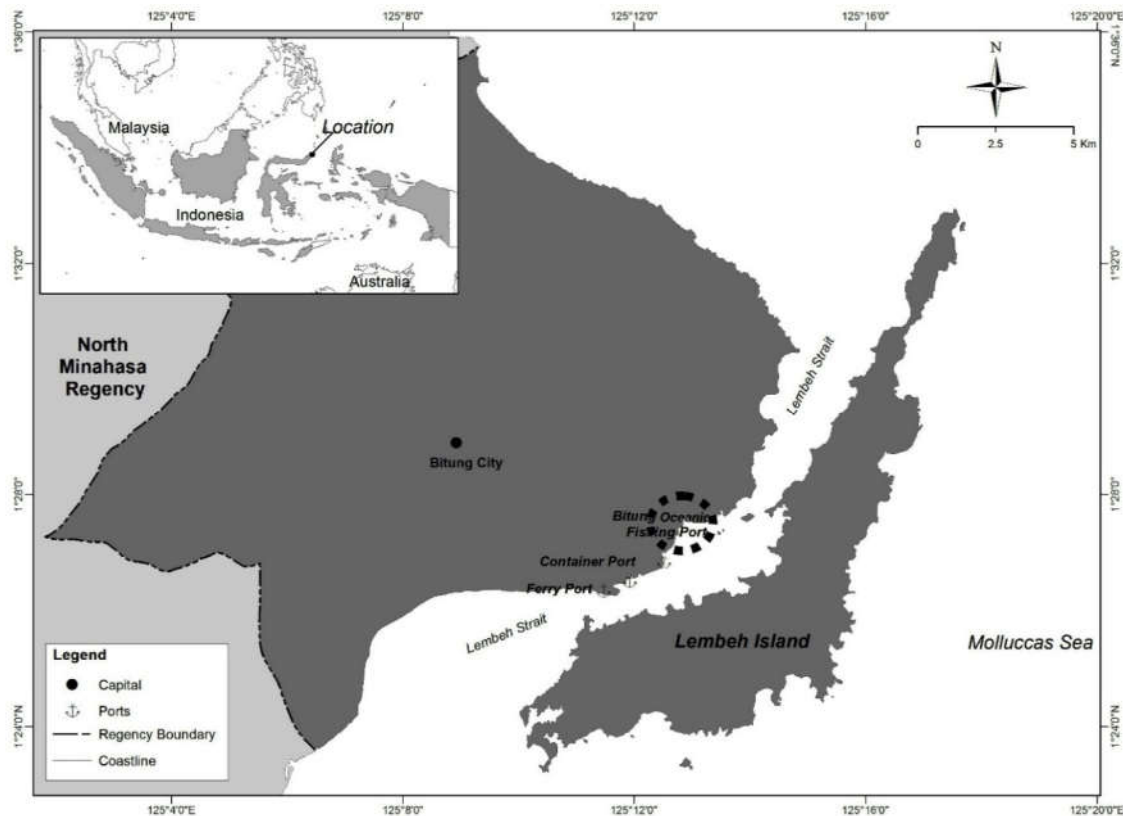 125°4'0"E
125°8'0"E
125°12'0"E
125°16'0"E
125°20'0"E
1°36'0"N
1°36'0"N
N
0 2.5 5 Km
Malaysia
Location
Indonesia
Australia
1°32'0"
1°32'0"
North
Minahasa
Regency
Lembeh Strait
Bitung City
1°28'0"
1°28'0"
Bitung Oceanic
Fishing Port
Container Port
Ferry Port
Lembeh Strait
Lembeh Island
Molluccas Sea
Legend
Capital
Ports
Regency Boundary
Coastline
1°24'0"N
1°24'0"N
125°4'0"E
125°8'0"E
125°12'0"E
125°16'0"E
125°20'0"E